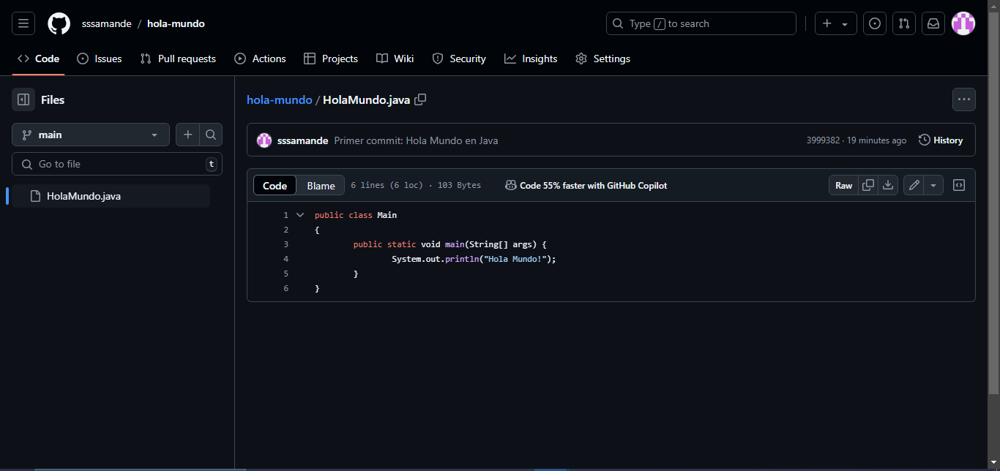 sssamande / hola-mundo
Type / to search
Code Issues Pull requests Actions Projects Wiki Security Insights Settings
Files
main
Go to file t
HolaMundo.java
hola-mundo / HolaMundo.java
sssamande Primer commit: Hola Mundo en Java 3999382 · 19 minutes ago History
Code Blame 6 lines (6 loc) · 103 Bytes Code 55% faster with GitHub Copilot Raw
1 public class Main
2 {
3 public static void main(String[] args) {
4 System.out.println("Hola Mundo!");
5 }
6 }